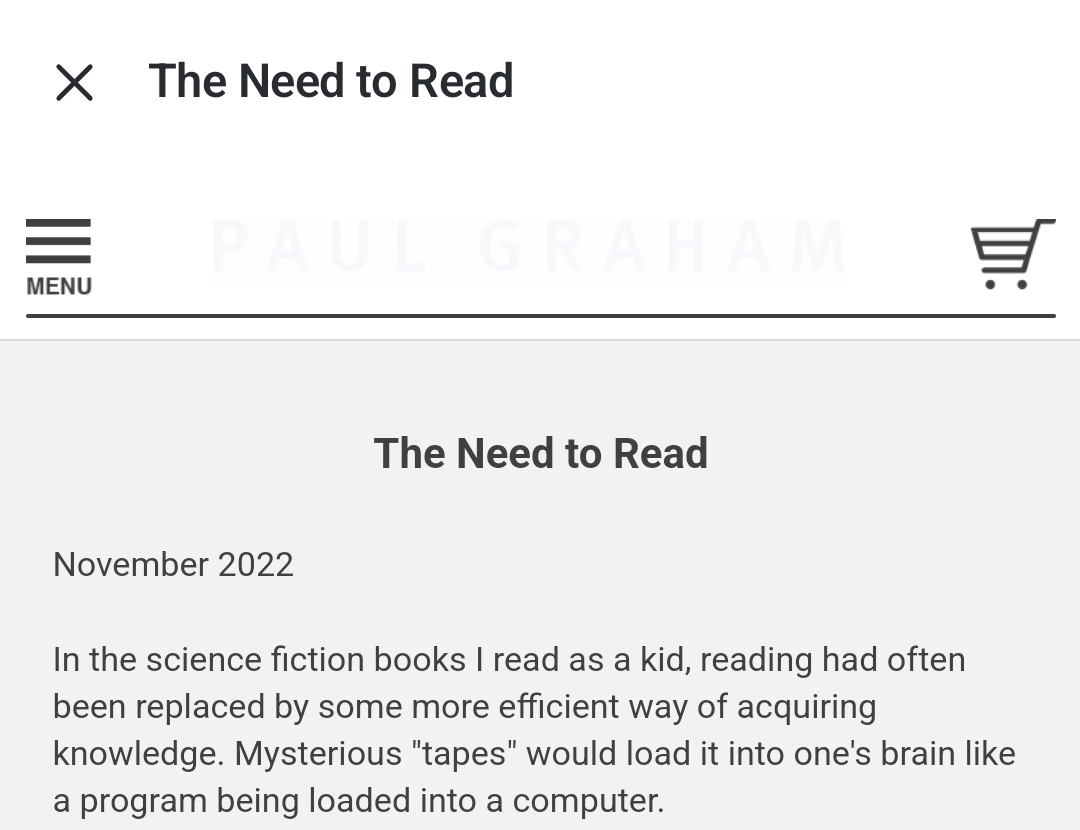 The Need to Read
PAUL GRAHAM
MENU
The Need to Read
November 2022
In the science fiction books I read as a kid, reading had often
been replaced by some more efficient way of acquiring
knowledge. Mysterious "tapes" would load it into one's brain like
a program being loaded into a computer.